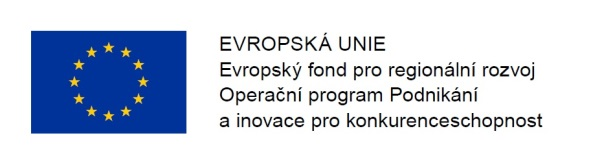 EVROPSKÁ UNIE
Evropský fond pro regionální rozvoj
Operační program Podnikání
a inovace pro konkurenceschopnost